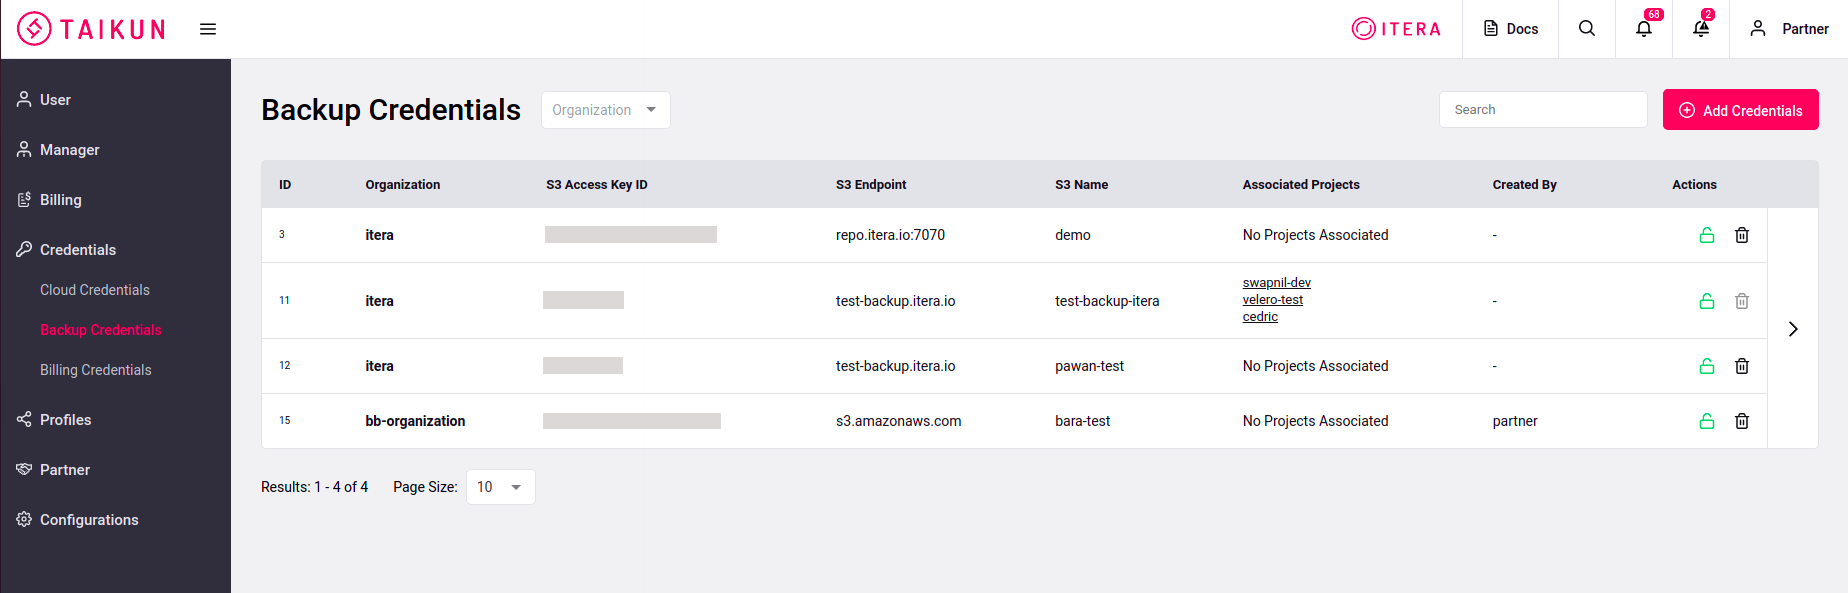 TAIKUN
ITERA
Docs
68
2
Partner
User
Manager
Billing
Credentials
Cloud Credentials
Backup Credentials
Billing Credentials
Profiles
Partner
Configurations
Backup Credentials
Organization
Search
Add Credentials
ID Organization S3 Access Key ID S3 Endpoint S3 Name Associated Projects Created By Actions
3 itera repo.itera.io:7070 demo No Projects Associated -
11 itera test-backup.itera.io test-backup-itera swapnil-dev -
velero-test
cedric
12 itera test-backup.itera.io pawan-test No Projects Associated -
15 bb-organization s3.amazonaws.com bara-test No Projects Associated partner
Results: 1 - 4 of 4 Page Size: 10